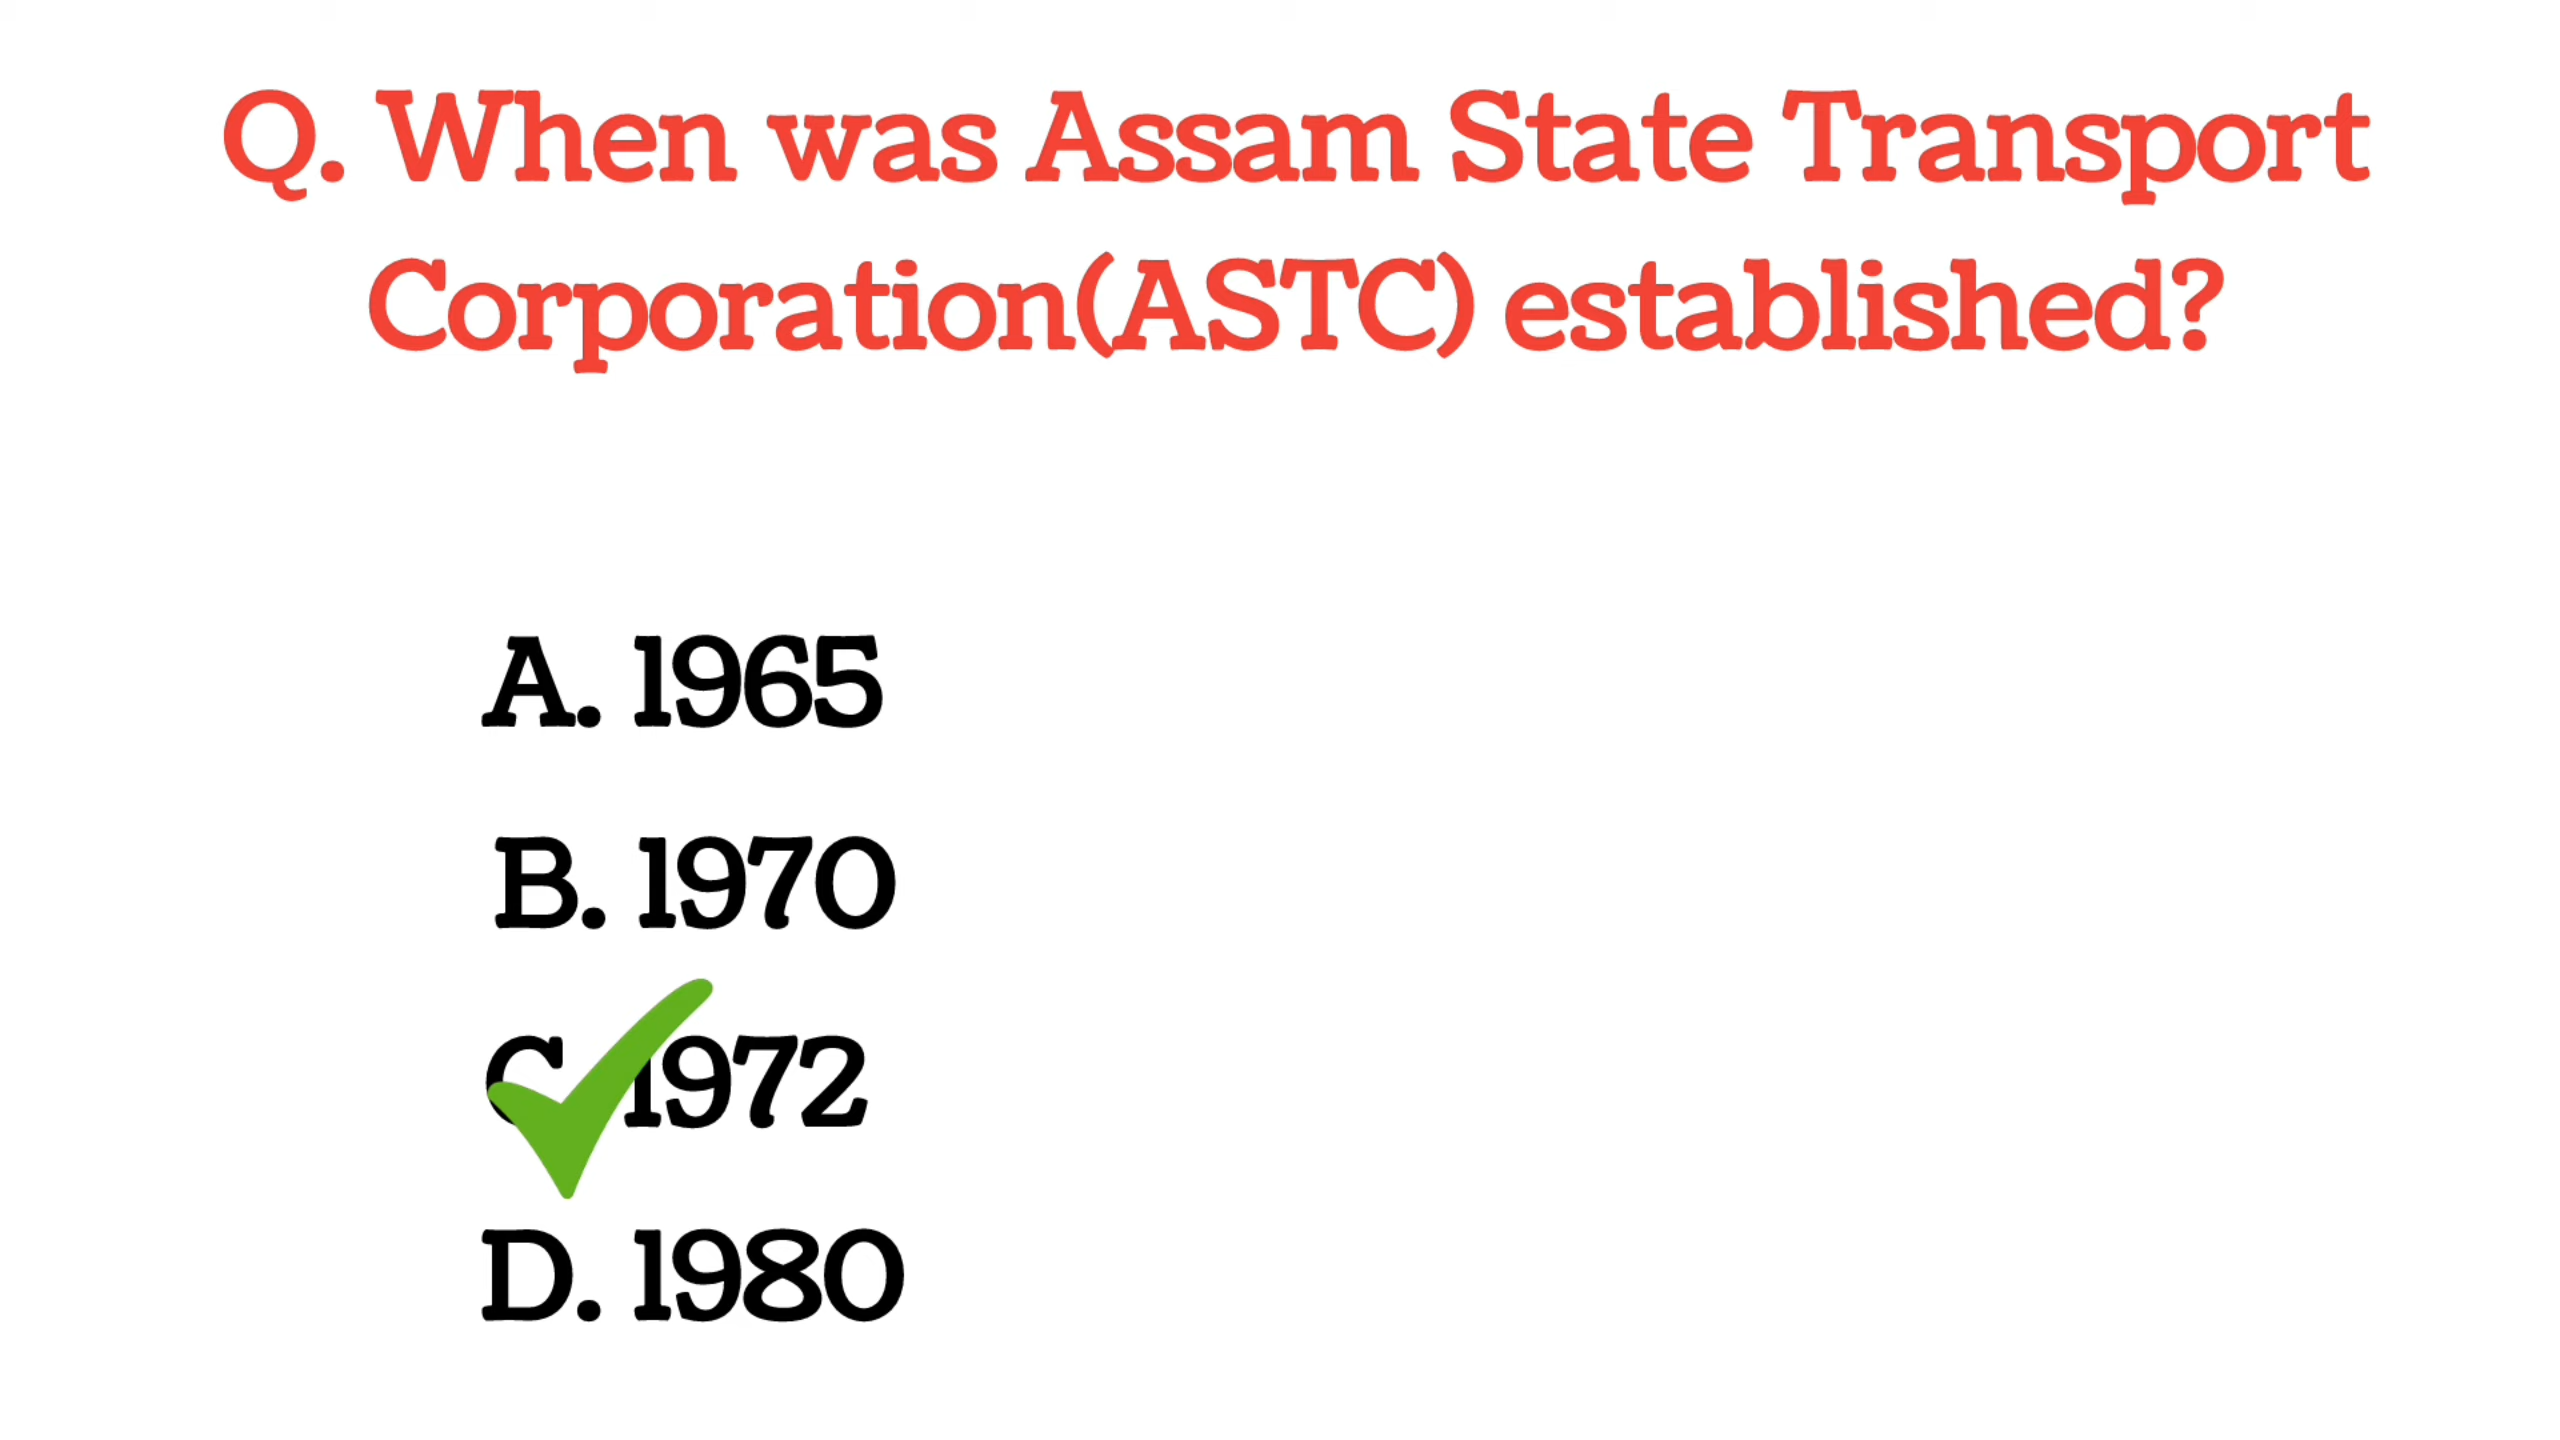 Q. When was Assam State Transport
Corporation(ASTC) established?
A. 1965
B. 1970
C 1972
D. 1980